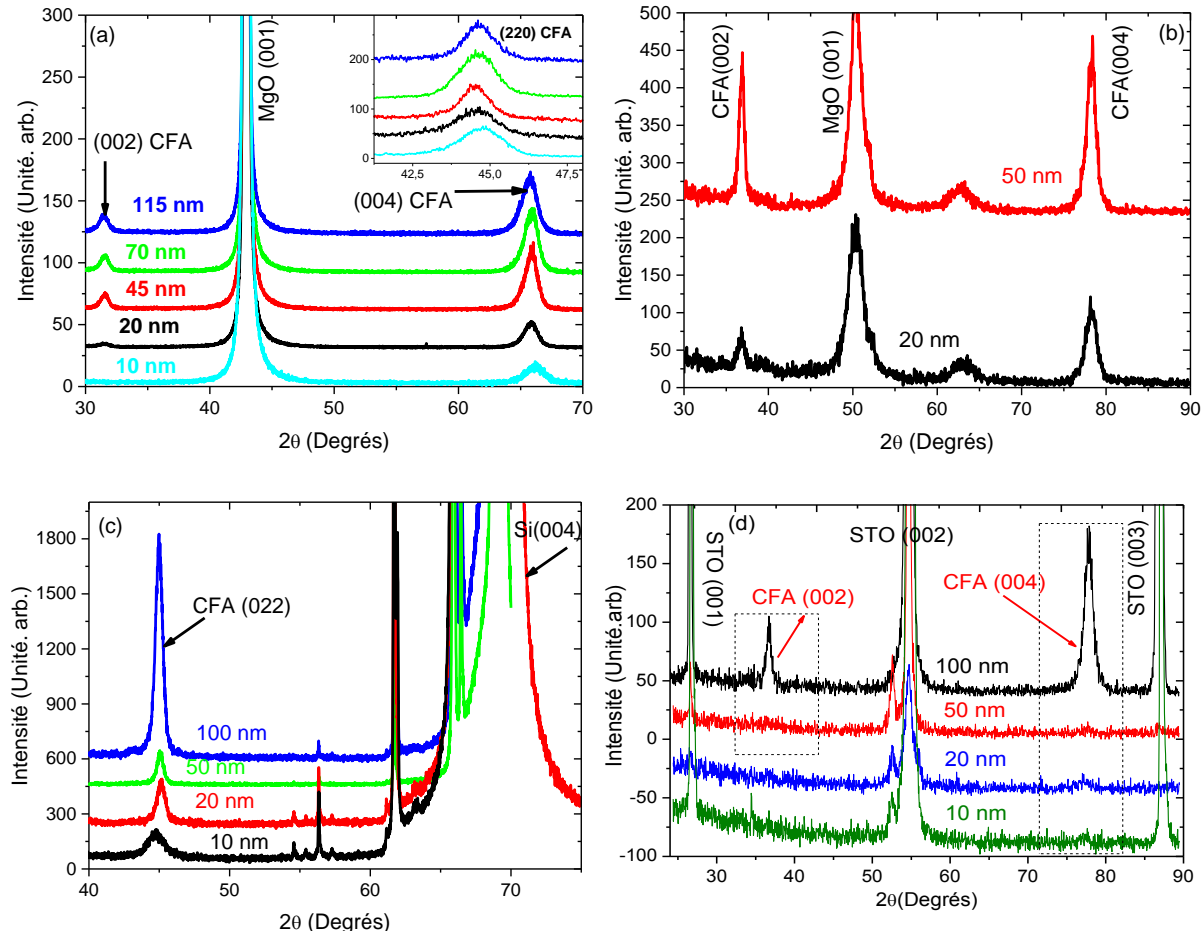 (a)
Intensité (Unité. arb.)
300
250
200
150
100
50
0
MgO (001)
(220) CFA
200
100
0
42,5
45,0
47,5
(002) CFA
(004) CFA
115 nm
70 nm
45 nm
20 nm
10 nm
30
40
50
60
70
2θ (Degrés)
(b)
Intensité (Unité. arb.)
500
450
400
350
300
250
200
150
100
50
0
CFA(002)
MgO (001)
CFA(004)
50 nm
20 nm
30
40
50
60
70
80
90
2θ (Degrés)
(c)
Intensité (Unité. arb.)
1800
1500
1200
900
600
300
0
Si(004)
CFA (022)
100 nm
50 nm
20 nm
10 nm
40
50
60
70
2θ (Degrés)
(d)
Intensité (Unité.arb)
200
150
100
50
0
-50
-100
STO (001)
STO (002)
STO (003)
CFA (002)
CFA (004)
100 nm
50 nm
20 nm
10 nm
30
40
50
60
70
80
90
2θ(Degrés)